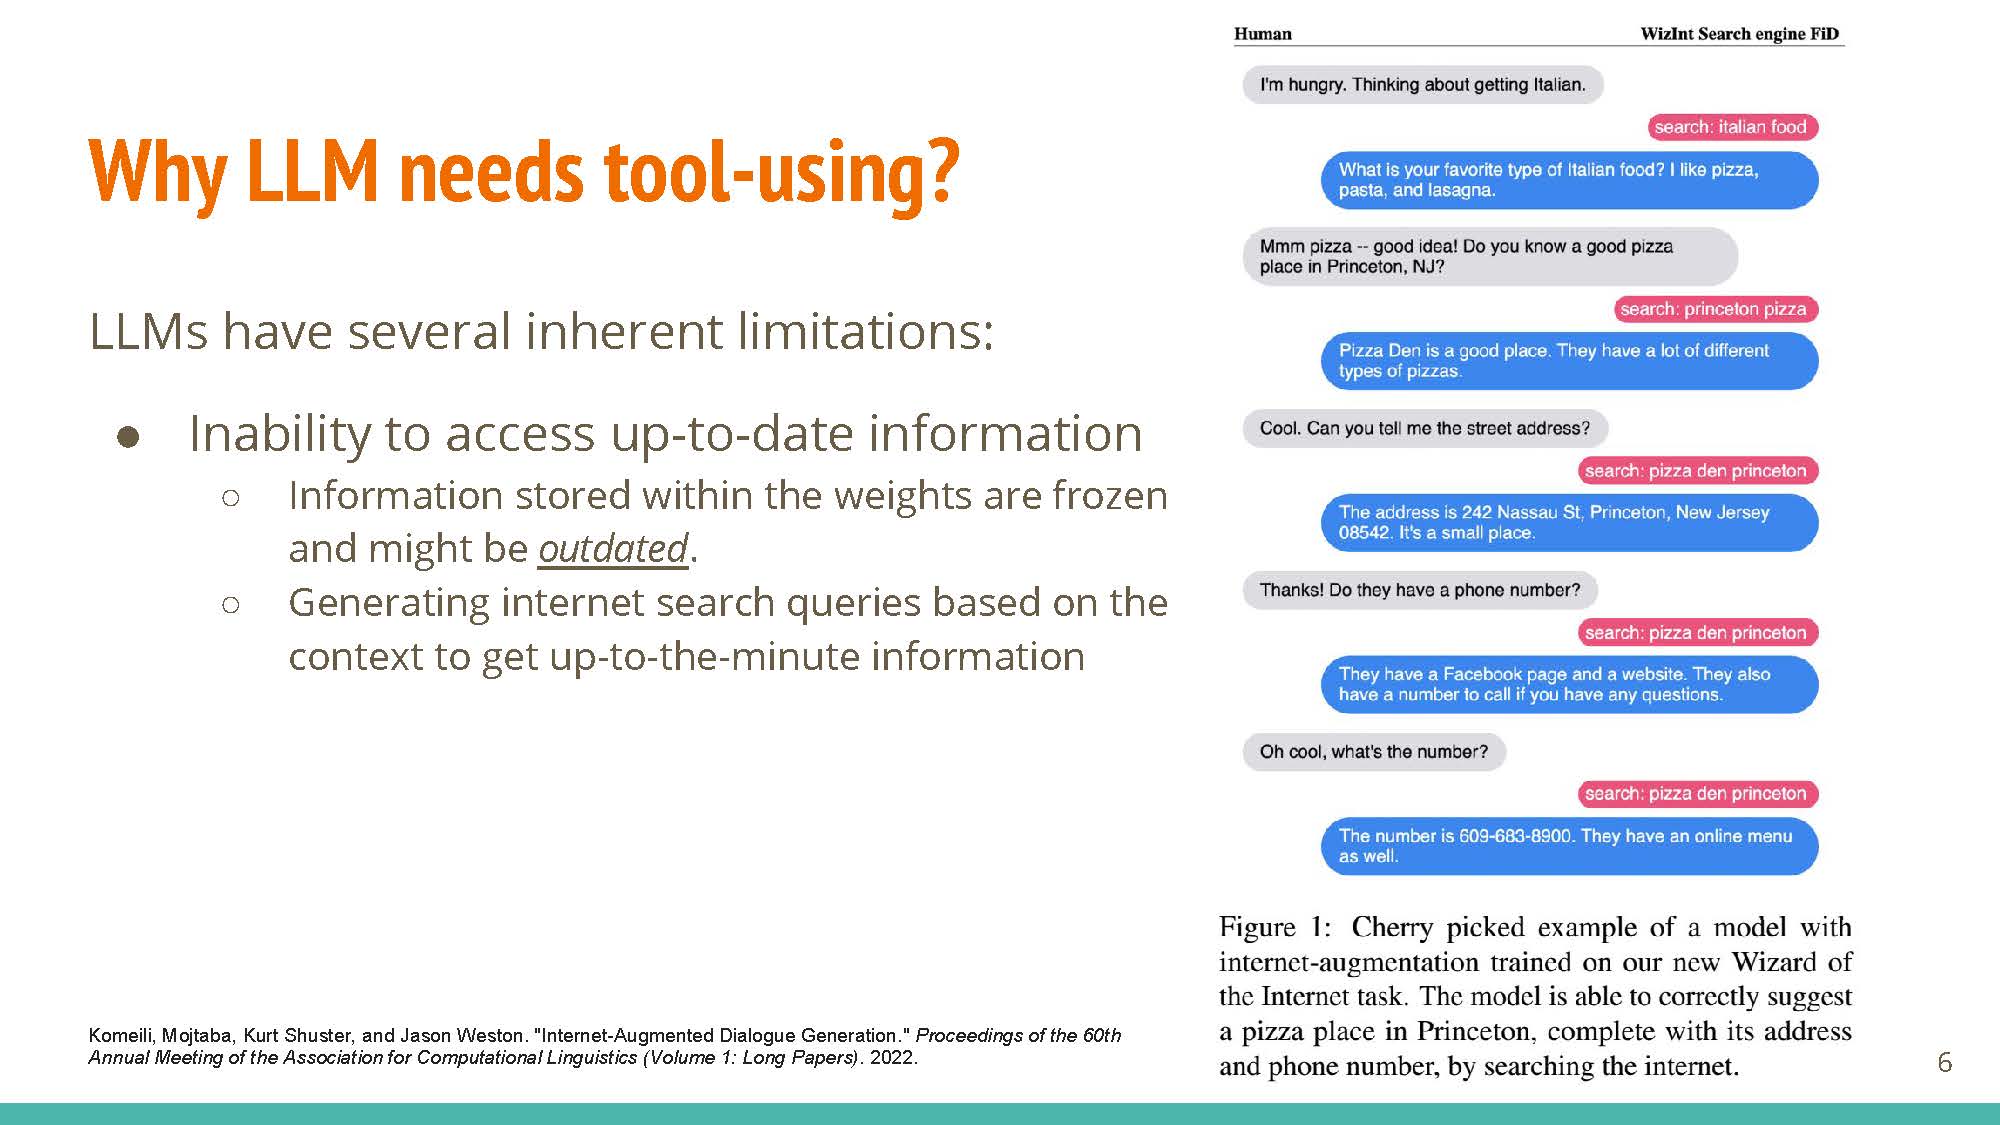 Why LLM needs tool-using?
LLMs have several inherent limitations:
● Inability to access up-to-date information
○ Information stored within the weights are frozen
and might be outdated.
○ Generating internet search queries based on the
context to get up-to-the-minute information
Komeili, Mojtaba, Kurt Shuster, and Jason Weston. "Internet-Augmented Dialogue Generation." Proceedings of the 60th
Annual Meeting of the Association for Computational Linguistics (Volume 1: Long Papers). 2022.
Human WizInt Search engine FiD
I'm hungry. Thinking about getting Italian.
search: italian food
What is your favorite type of Italian food? I like pizza,
pasta, and lasagna.
Mmm pizza -- good idea! Do you know a good pizza
place in Princeton, NJ?
search: princeton pizza
Pizza Den is a good place. They have a lot of different
types of pizzas.
Cool. Can you tell me the street address?
search: pizza den princeton
The address is 242 Nassau St, Princeton, New Jersey
08542. It's a small place.
Thanks! Do they have a phone number?
search: pizza den princeton
They have a Facebook page and a website. They also
have a number to call if you have any questions.
Oh cool, what's the number?
search: pizza den princeton
The number is 609-683-8900. They have an online menu
as well.
Figure 1: Cherry picked example of a model with
internet-augmentation trained on our new Wizard of
the Internet task. The model is able to correctly suggest
a pizza place in Princeton, complete with its address
and phone number, by searching the internet.
6